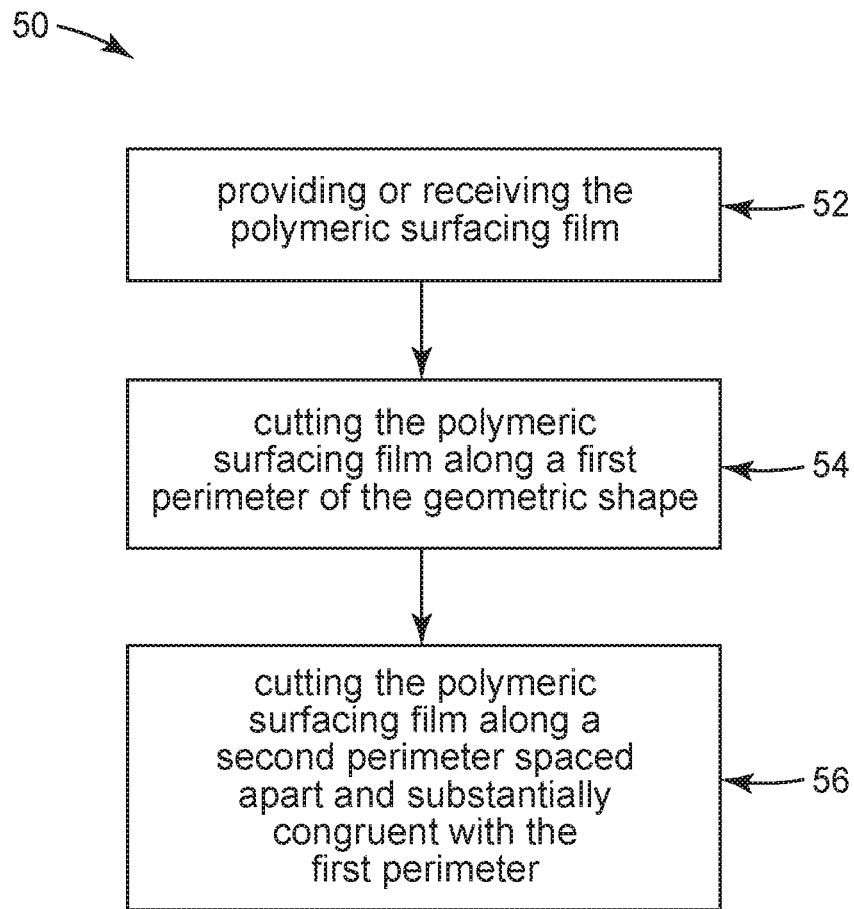 50
providing or receiving the
polymeric surfacing film
52
cutting the polymeric
surfacing film along a first
perimeter of the geometric shape
54
cutting the polymeric
surfacing film along a
second perimeter spaced
apart and substantially
congruent with the
first perimeter
56